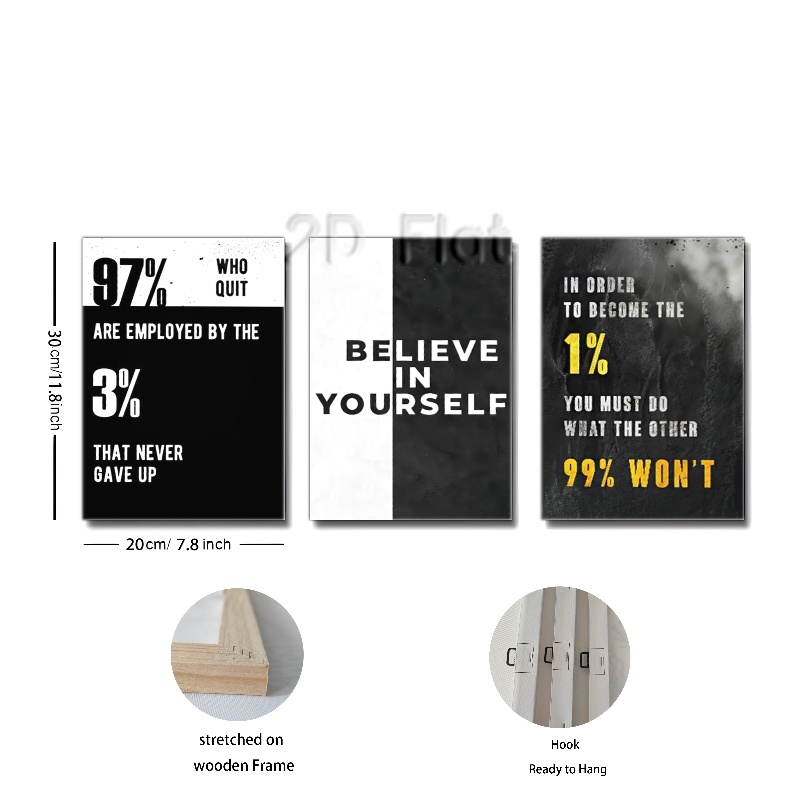 2D Flat
97%
WHO
QUIT
ARE EMPLOYED BY THE
3%
THAT NEVER
GAVE UP
BELIEVE
IN
YOURSELF
IN ORDER
TO BECOME THE
1%
YOU MUST DO
WHAT THE OTHER
99% WON'T
30cm/11.8inch
20cm/ 7.8 inch
stretched on
wooden Frame
Hook
Ready to Hang